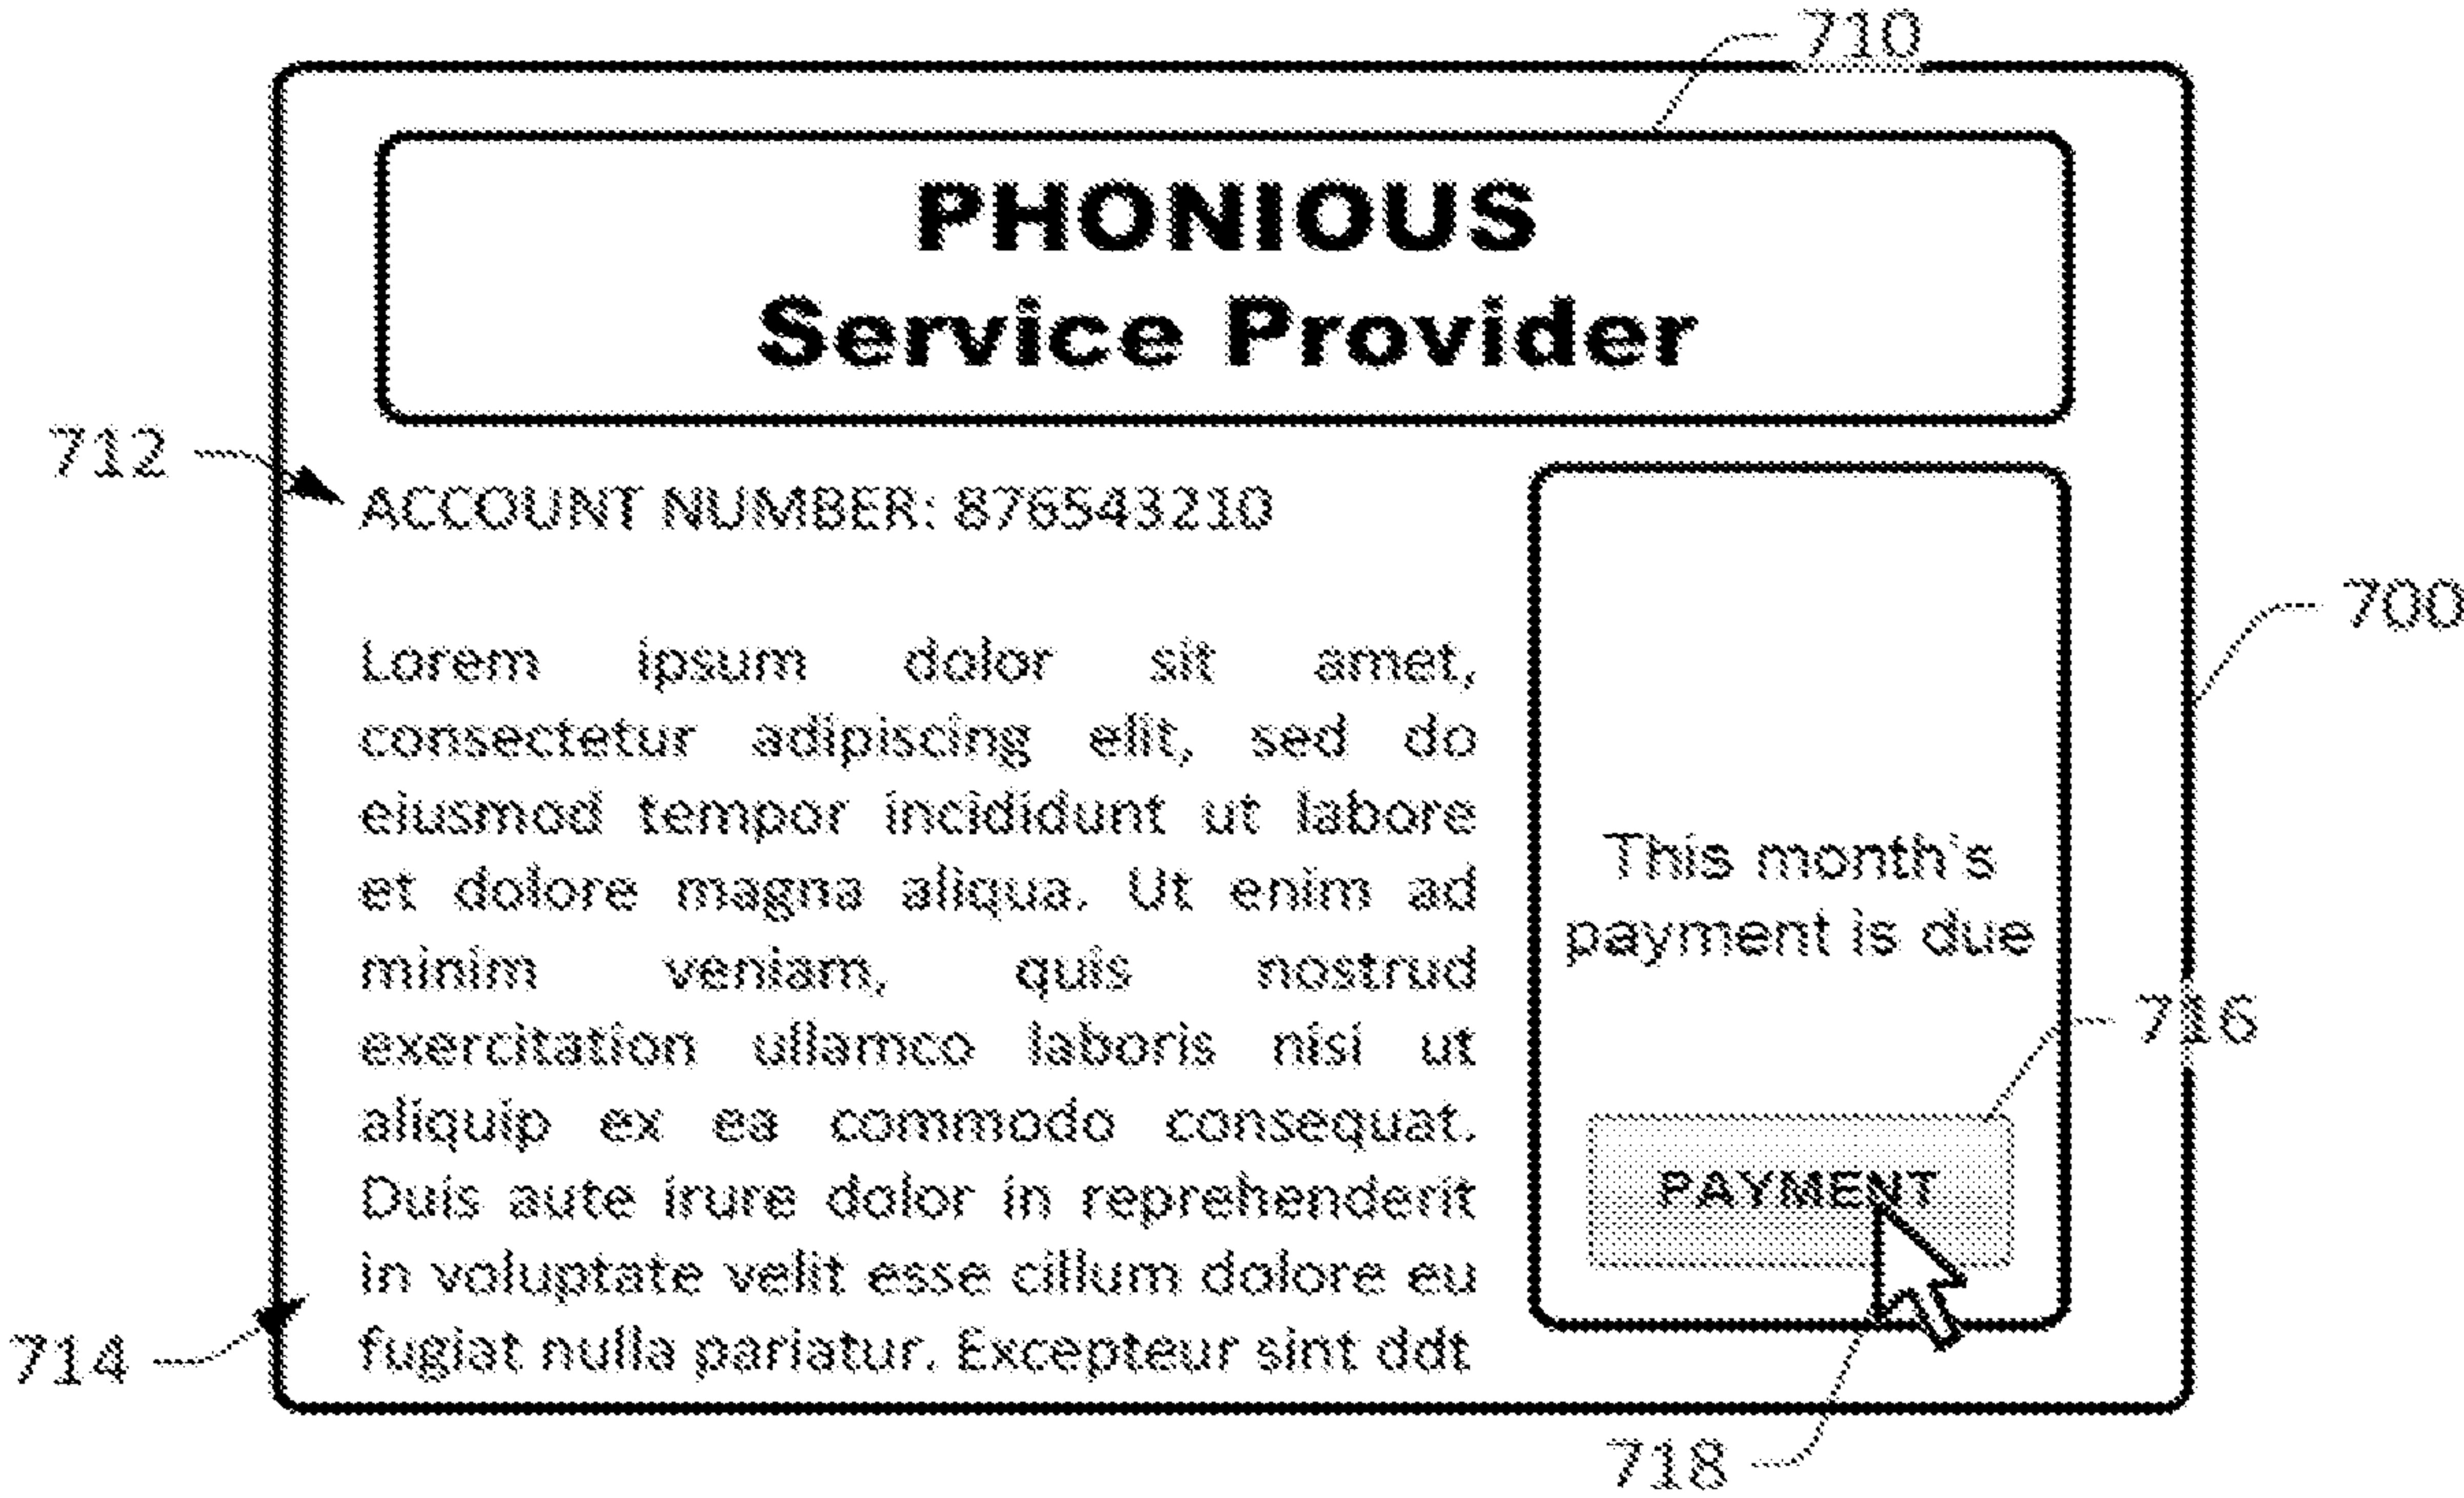 710
PHONIOUS
Service Provider
712
ACCOUNT NUMBER: 876543210
700
Lorem ipsum dolor sit amet,
consectetur adipiscing elit, sed do
eiusmod tempor incididunt ut labore
et dolore magna aliqua. Ut enim ad
minim veniam, quis nostrud
exercitation ullamco laboris nisi ut
aliquip ex ea commodo consequat.
Duis aute irure dolor in reprehenderit
in voluptate velit esse cillum dolore eu
fugiat nulla pariatur. Excepteur sint ddt
This month's
payment is due
716
PAYMENT
714
718